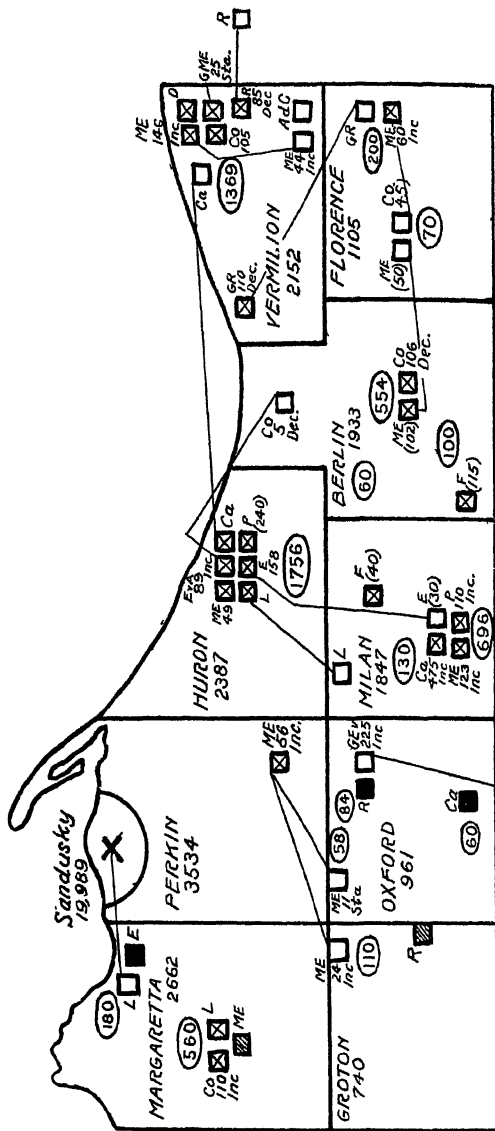 Sandusky
19,989
180
L
E
MARGARETTA
2662
560
Co
110
Inc
L
ME
GROTON
740
ME
24
Inc
110
R
PERKIN
3534
ME
56
Inc.
58
84
ME
11
Sta
R
GEv
225
Inc
OXFORD
961
60
Ca
HURON
2387
EvA
89
Inc
Ca
ME
49
E
158
P
(240)
L
1756
L
MILAN
1847
130
F
(40)
E
(30)
Ca
475
Inc
P
110
Inc.
ME
123
Inc
696
Co
5
Dec.
BERLIN
1933
60
554
ME
(102)
Co
106
Dec.
100
F
(115)
VERMILION
2152
GR
110
Dec.
Ca
1369
ME
146
Inc
D
GME
25
Sta.
Co
105
R
85
Dec
R
ME
44
Inc
AdC
FLORENCE
1105
GR
200
ME
60
Inc
ME
(50)
Co
(45)
70